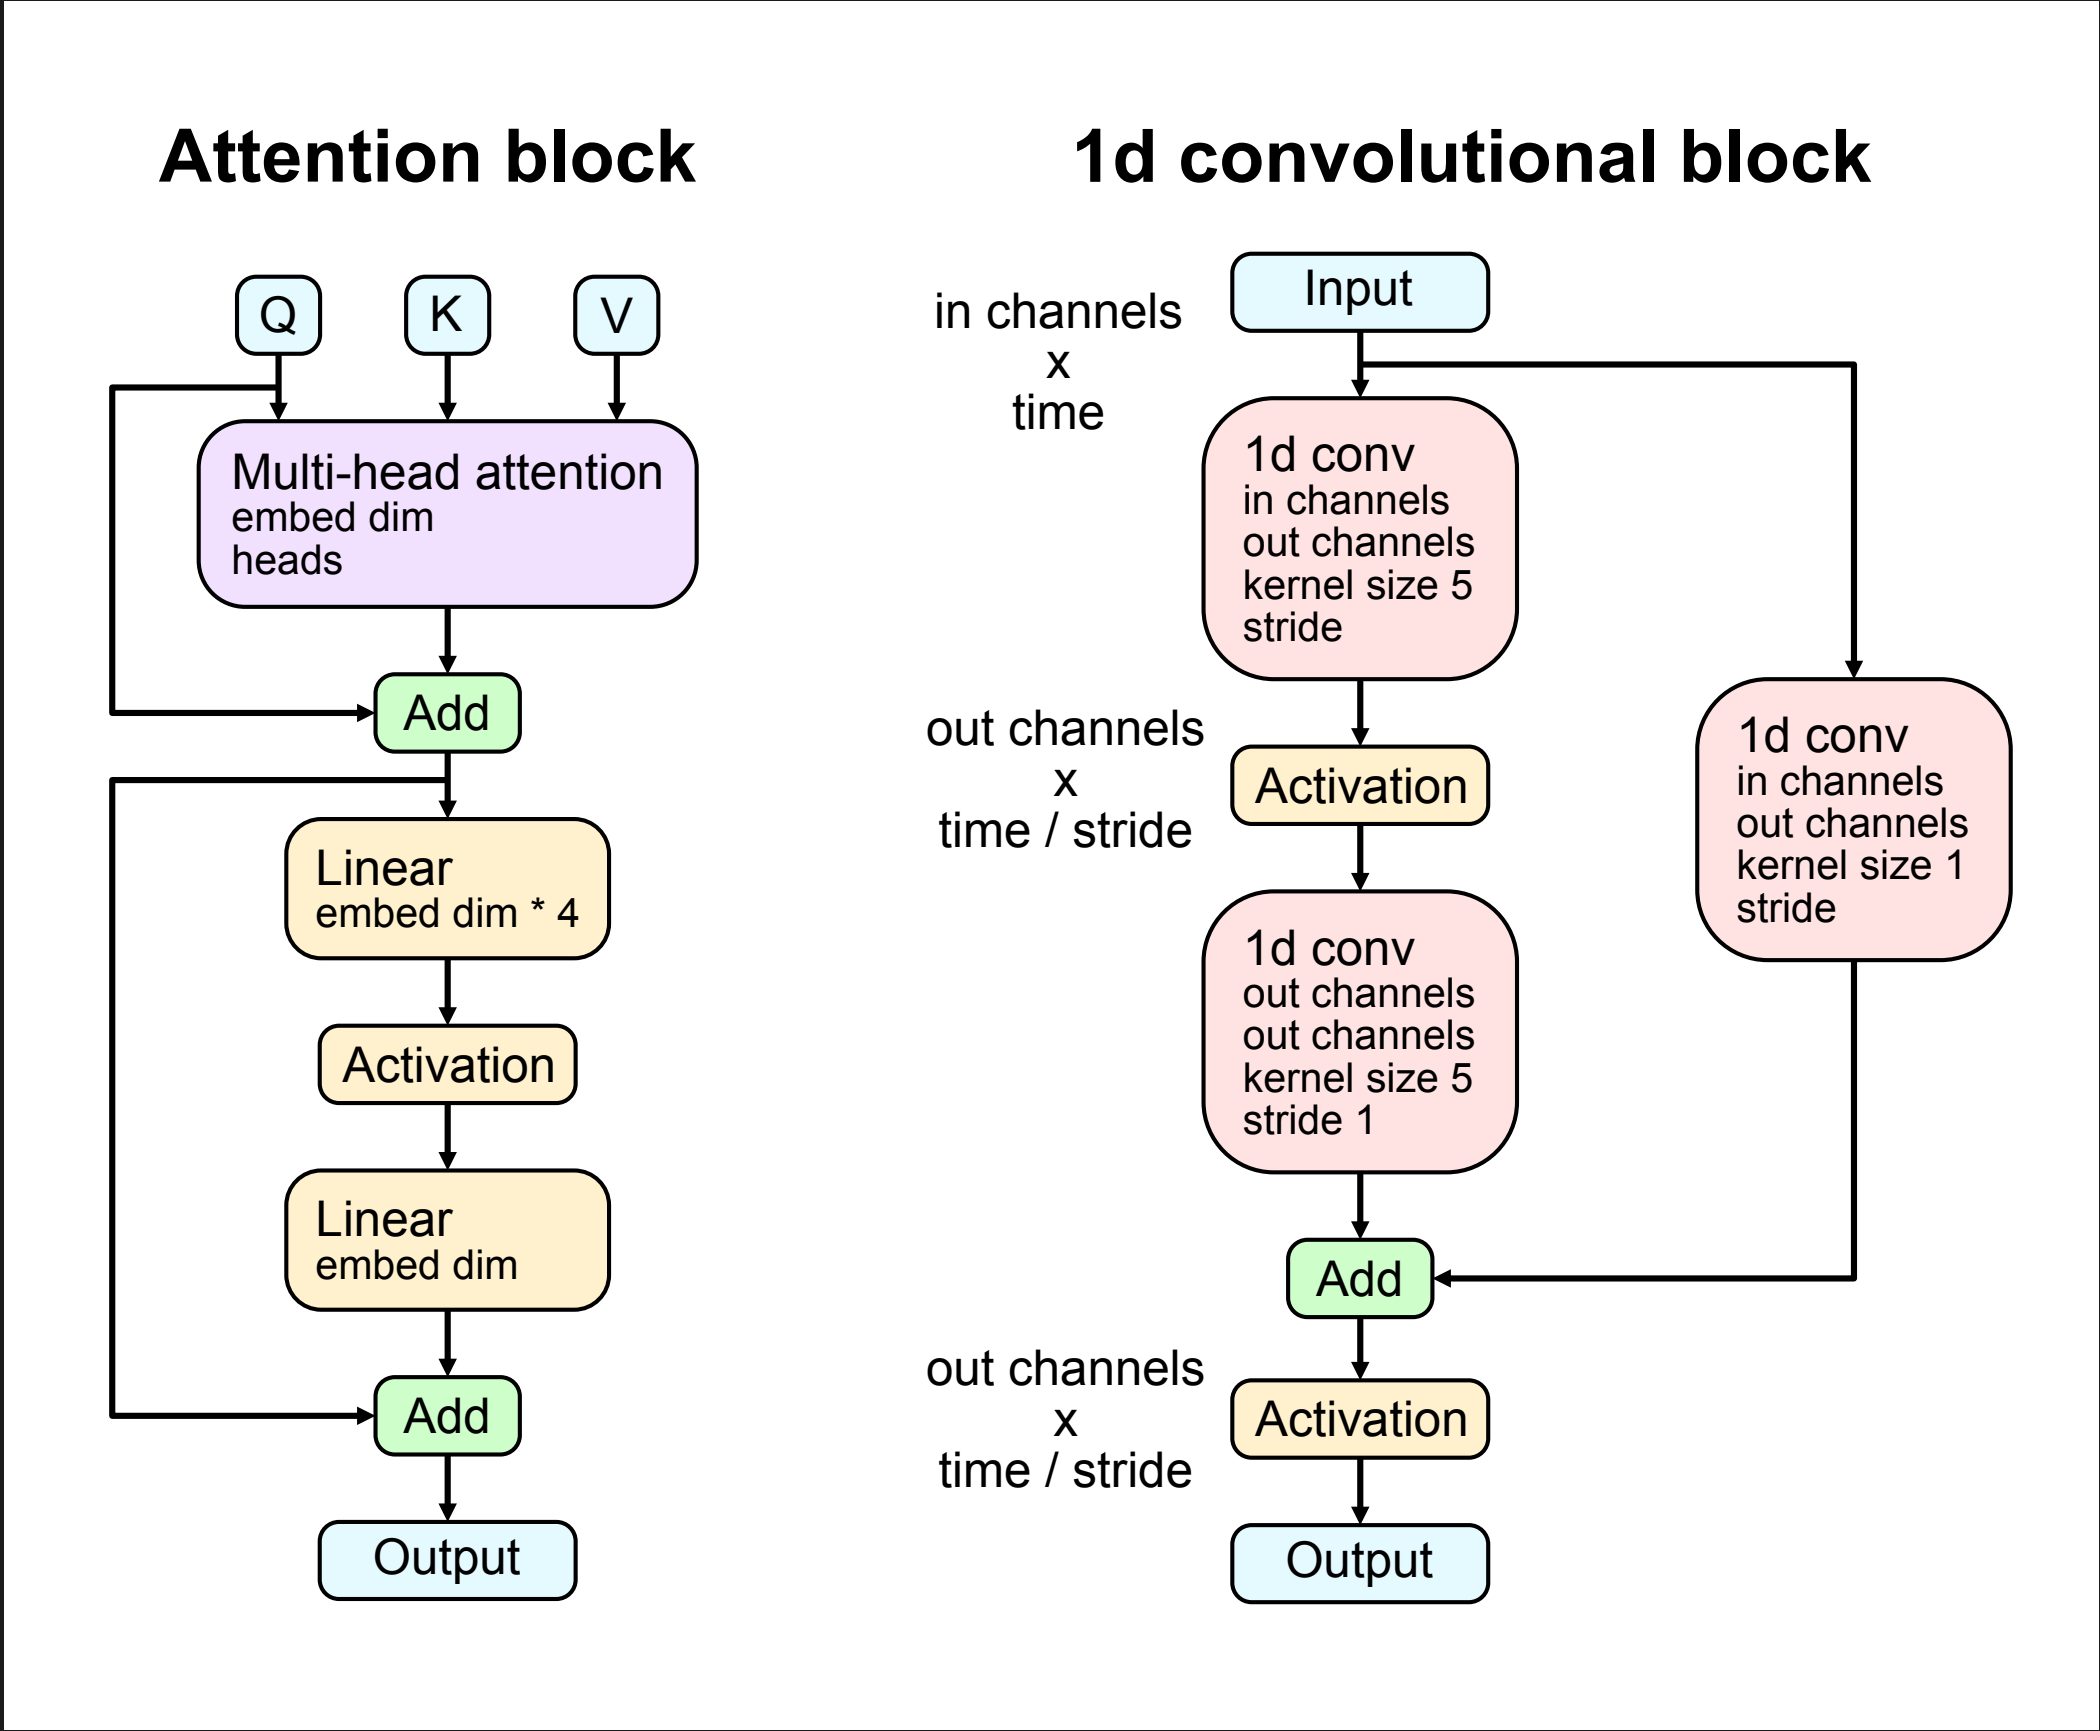 Attention block
Q
K
V
Multi-head attention
embed dim
heads
Add
Linear
embed dim * 4
Activation
Linear
embed dim
Add
Output
1d convolutional block
Input
in channels
x
time
1d conv
in channels
out channels
kernel size 5
stride
out channels
x
time / stride
Activation
1d conv
in channels
out channels
kernel size 1
stride
1d conv
out channels
out channels
kernel size 5
stride 1
Add
out channels
x
time / stride
Activation
Output